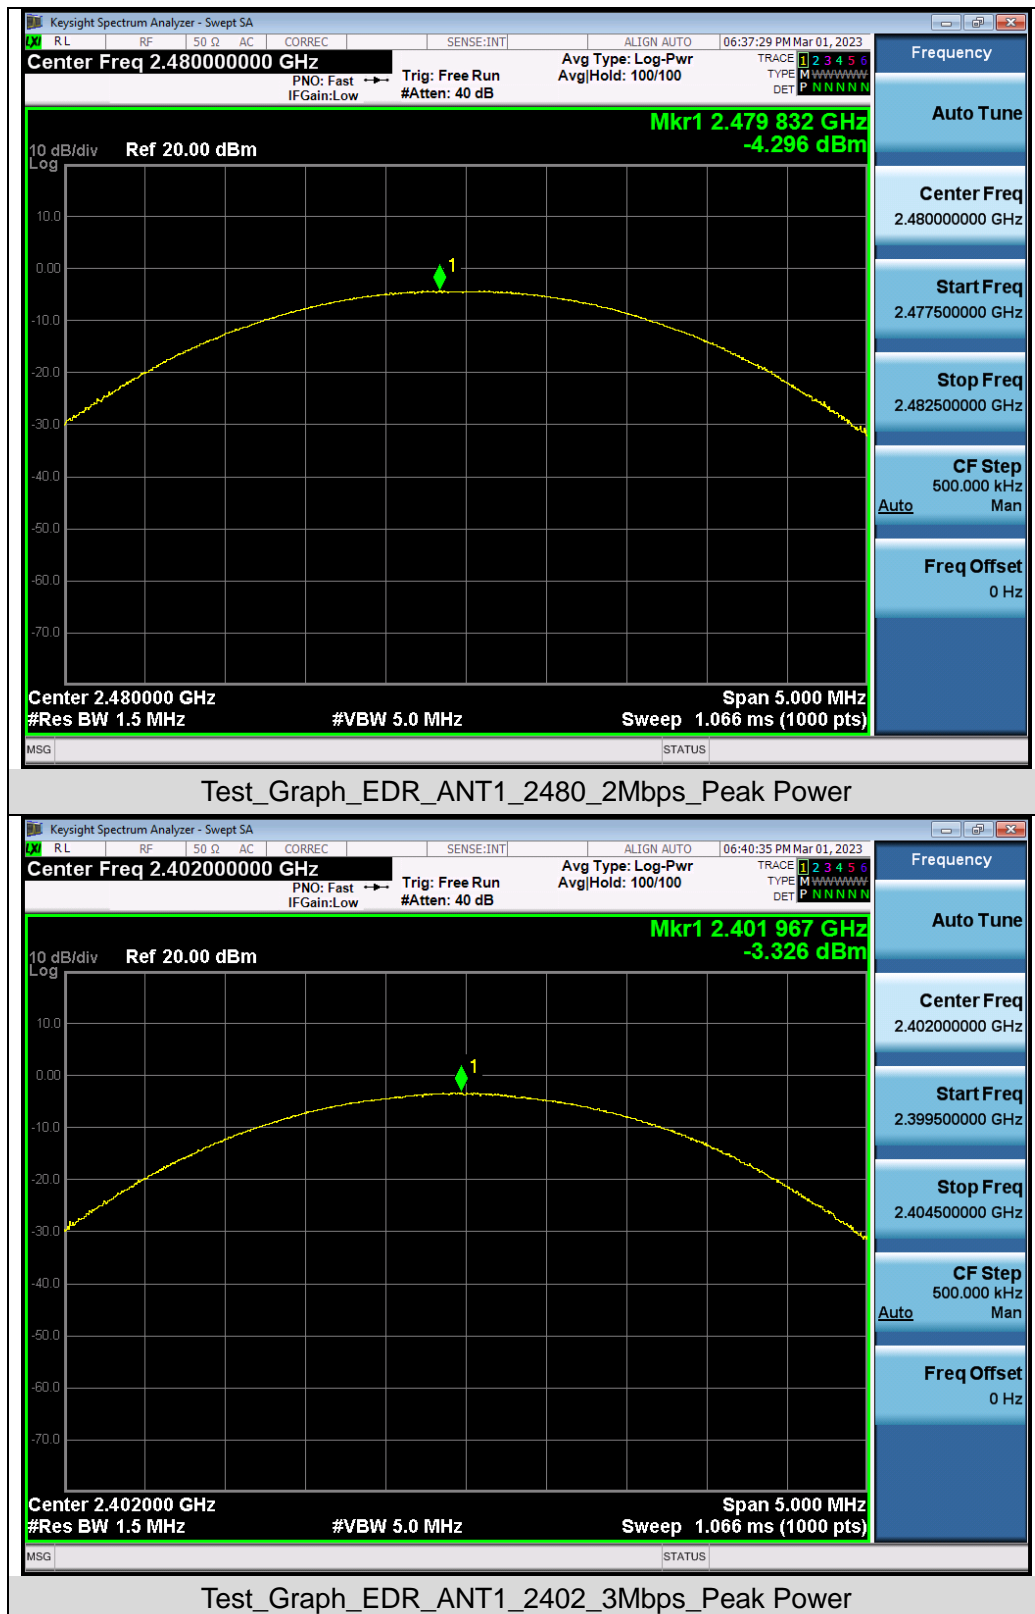 Keysight Spectrum Analyzer - Swept SA
LXI RL RF 50 Ω AC CORREC SENSE:INT ALIGN AUTO 06:37:29 PM Mar 01, 2023
Center Freq 2.480000000 GHz Avg Type: Log-Pwr TRACE 1 2 3 4 5 6
PNO: Fast Trig: Free Run Avg|Hold: 100/100 TYPE M WWWWW
IFGain:Low #Atten: 40 dB DET P N N N N N
Mkr1 2.479 832 GHz
-4.296 dBm
10 dB/div Ref 20.00 dBm
Log
10.0
0.00
1
-10.0
-20.0
-30.0
-40.0
-50.0
-60.0
-70.0
Center 2.480000 GHz Span 5.000 MHz
#Res BW 1.5 MHz #VBW 5.0 MHz Sweep 1.066 ms (1000 pts)
MSG STATUS
Frequency
Auto Tune
Center Freq
2.480000000 GHz
Start Freq
2.477500000 GHz
Stop Freq
2.482500000 GHz
CF Step
500.000 kHz
Auto Man
Freq Offset
0 Hz
Test_Graph_EDR_ANT1_2480_2Mbps_Peak Power
Keysight Spectrum Analyzer - Swept SA
LXI RL RF 50 Ω AC CORREC SENSE:INT ALIGN AUTO 06:40:35 PM Mar 01, 2023
Center Freq 2.402000000 GHz Avg Type: Log-Pwr TRACE 1 2 3 4 5 6
PNO: Fast Trig: Free Run Avg|Hold: 100/100 TYPE M WWWWW
IFGain:Low #Atten: 40 dB DET P N N N N N
Mkr1 2.401 967 GHz
-3.326 dBm
10 dB/div Ref 20.00 dBm
Log
10.0
0.00
1
-10.0
-20.0
-30.0
-40.0
-50.0
-60.0
-70.0
Center 2.402000 GHz Span 5.000 MHz
#Res BW 1.5 MHz #VBW 5.0 MHz Sweep 1.066 ms (1000 pts)
MSG STATUS
Frequency
Auto Tune
Center Freq
2.402000000 GHz
Start Freq
2.399500000 GHz
Stop Freq
2.404500000 GHz
CF Step
500.000 kHz
Auto Man
Freq Offset
0 Hz
Test_Graph_EDR_ANT1_2402_3Mbps_Peak Power